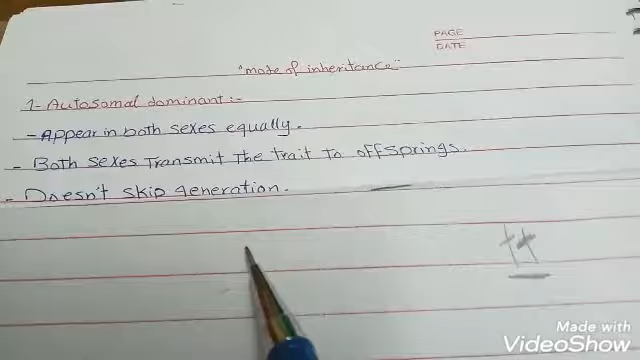 PAGE
DATE
"mode of inheritance"
1- Autosomal dominant:-
- Appear in both sexes equally.
- Both sexes Transmit The trait To offsprings.
- Doesn't skip generation.
Made with
VideoShow